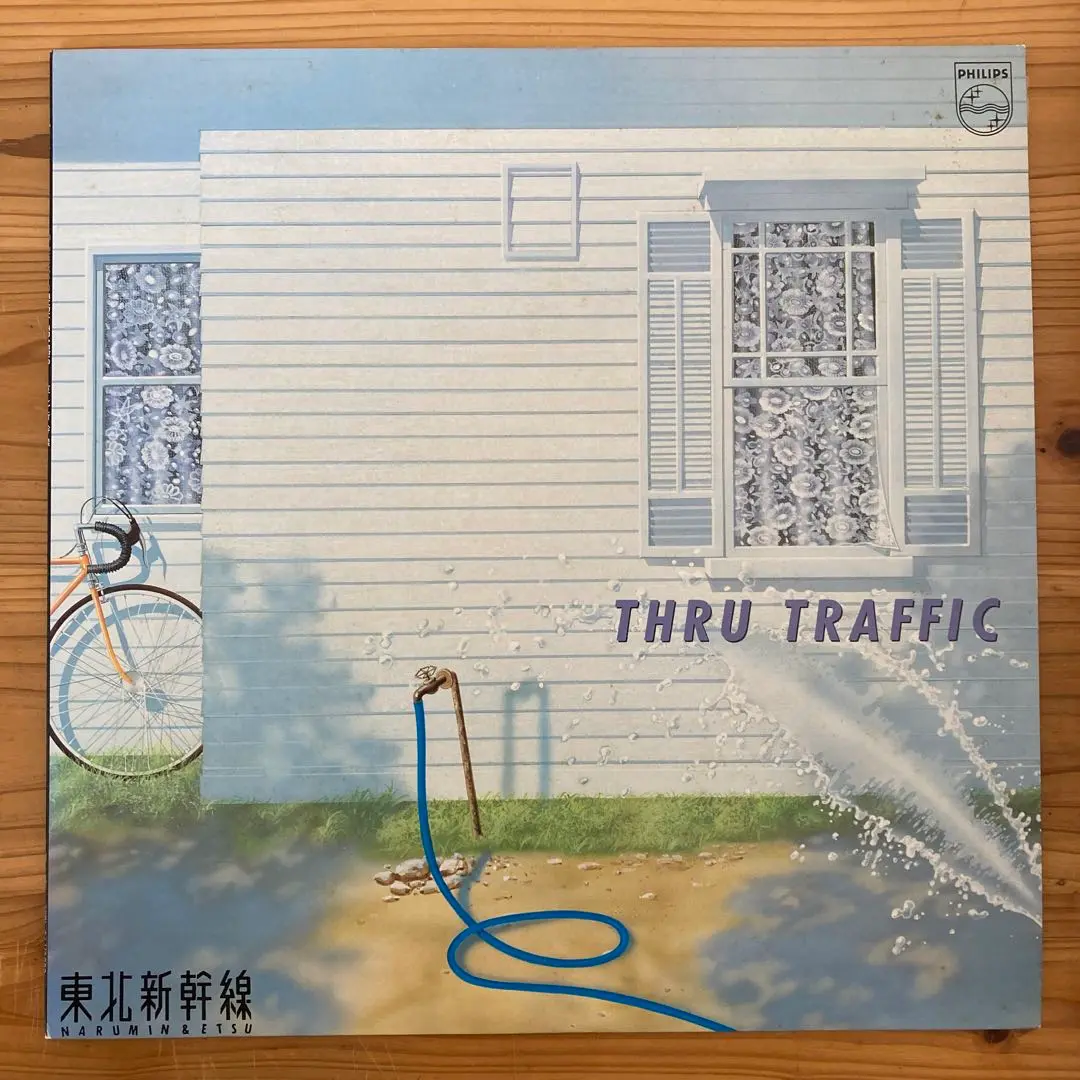 PHILIPS
THRU TRAFFIC
東北新幹線
NARUMIN & ETSU